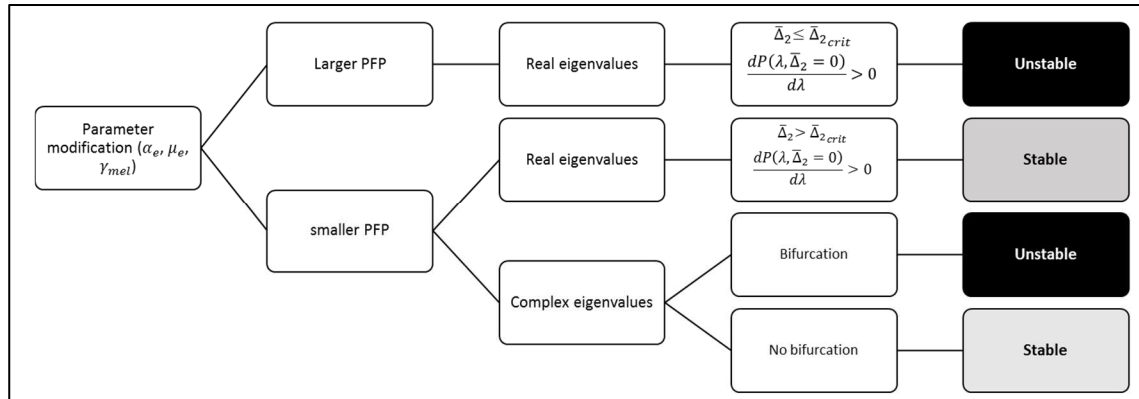 Larger PFP
Real eigenvalues
Δ̄₂ ≤ Δ̄₂crit
dP(λ, Δ̄₂ = 0)
dλ
> 0
Unstable
Parameter
modification (αₑ, μₑ,
γₘₑₗ)
smaller PFP
Real eigenvalues
Δ̄₂ > Δ̄₂crit
dP(λ, Δ̄₂ = 0)
dλ
> 0
Stable
Complex eigenvalues
Bifurcation
Unstable
No bifurcation
Stable